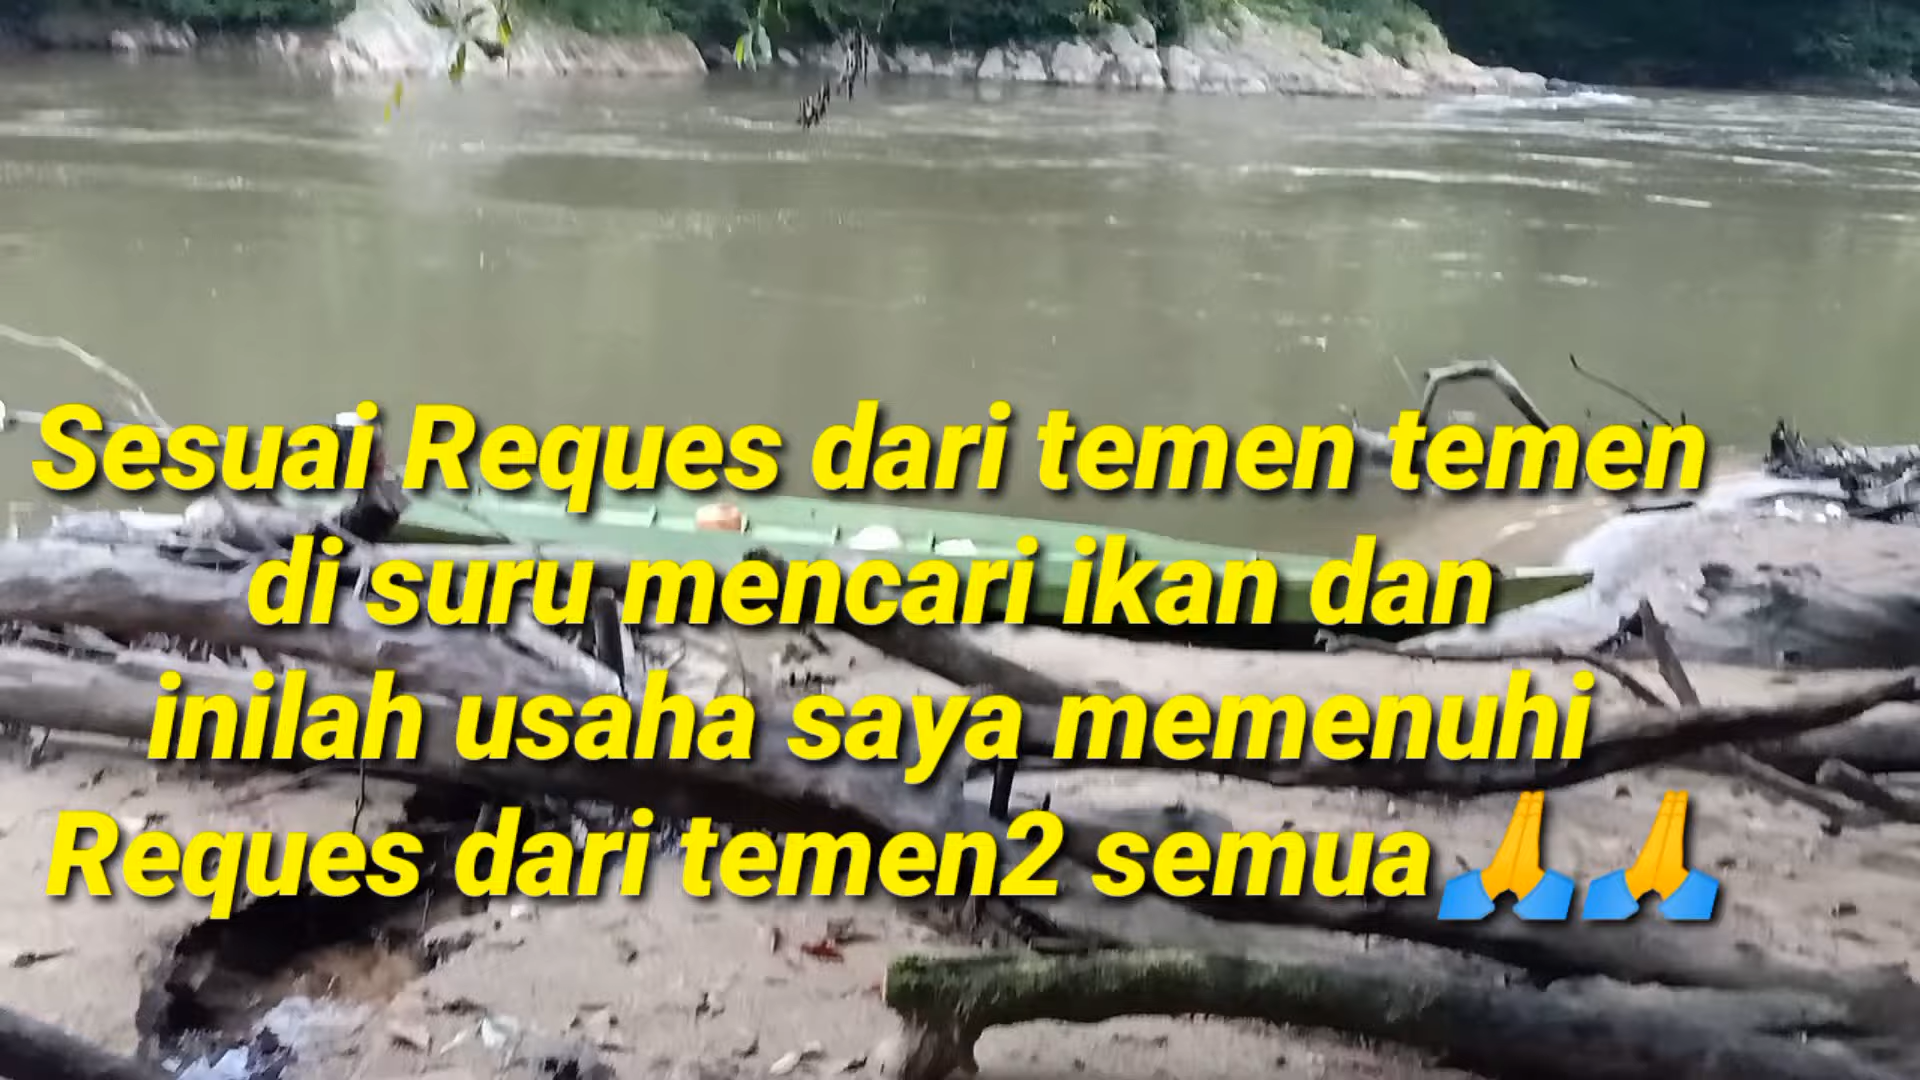 Sesuai Reques dari temen temen
di suru mencari ikan dan
inilah usaha saya memenuhi
Reques dari temen2 semua🙏🙏